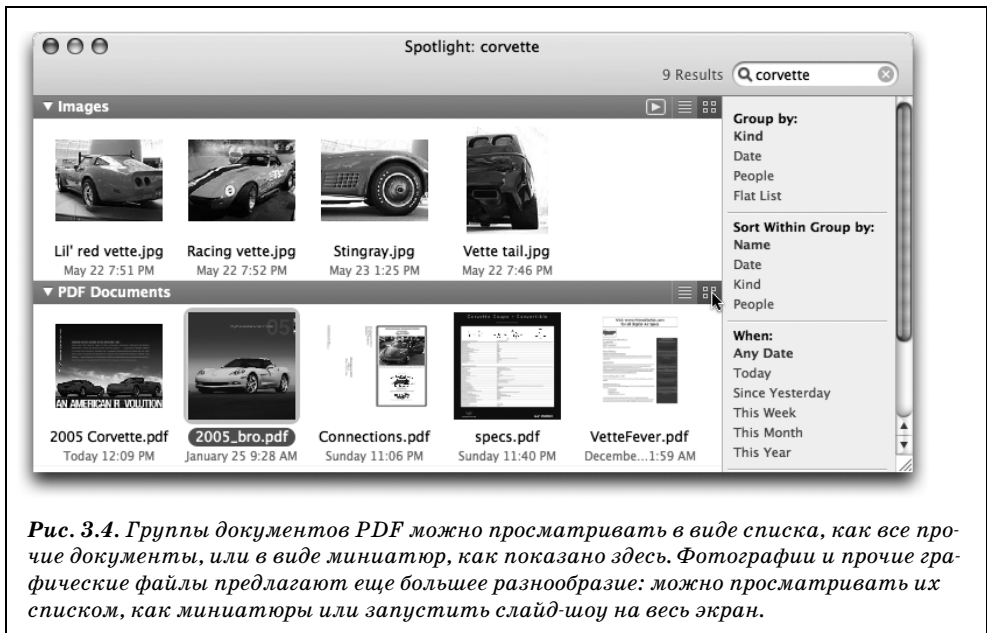 Spotlight: corvette
9 Results
corvette
Images
Lil' red vette.jpg
May 22 7:51 PM
Racing vette.jpg
May 22 7:52 PM
Stingray.jpg
May 23 1:25 PM
Vette tail.jpg
May 22 7:46 PM
PDF Documents
AN AMERICAN R VOLUTION
05
2005 Corvette.pdf
Today 12:09 PM
2005_bro.pdf
January 25 9:28 AM
Connections.pdf
Sunday 11:06 PM
Corvette Coupe • Convertible
specs.pdf
Sunday 11:40 PM
VetteFever.pdf
Decembe...1:59 AM
Group by:
Kind
Date
People
Flat List
Sort Within Group by:
Name
Date
Kind
People
When:
Any Date
Today
Since Yesterday
This Week
This Month
This Year
Рис. 3.4. Группы документов PDF можно просматривать в виде списка, как все про-
чие документы, или в виде миниатюр, как показано здесь. Фотографии и прочие гра-
фические файлы предлагают еще большее разнообразие: можно просматривать их
списком, как миниатюры или запустить слайд-шоу на весь экран.